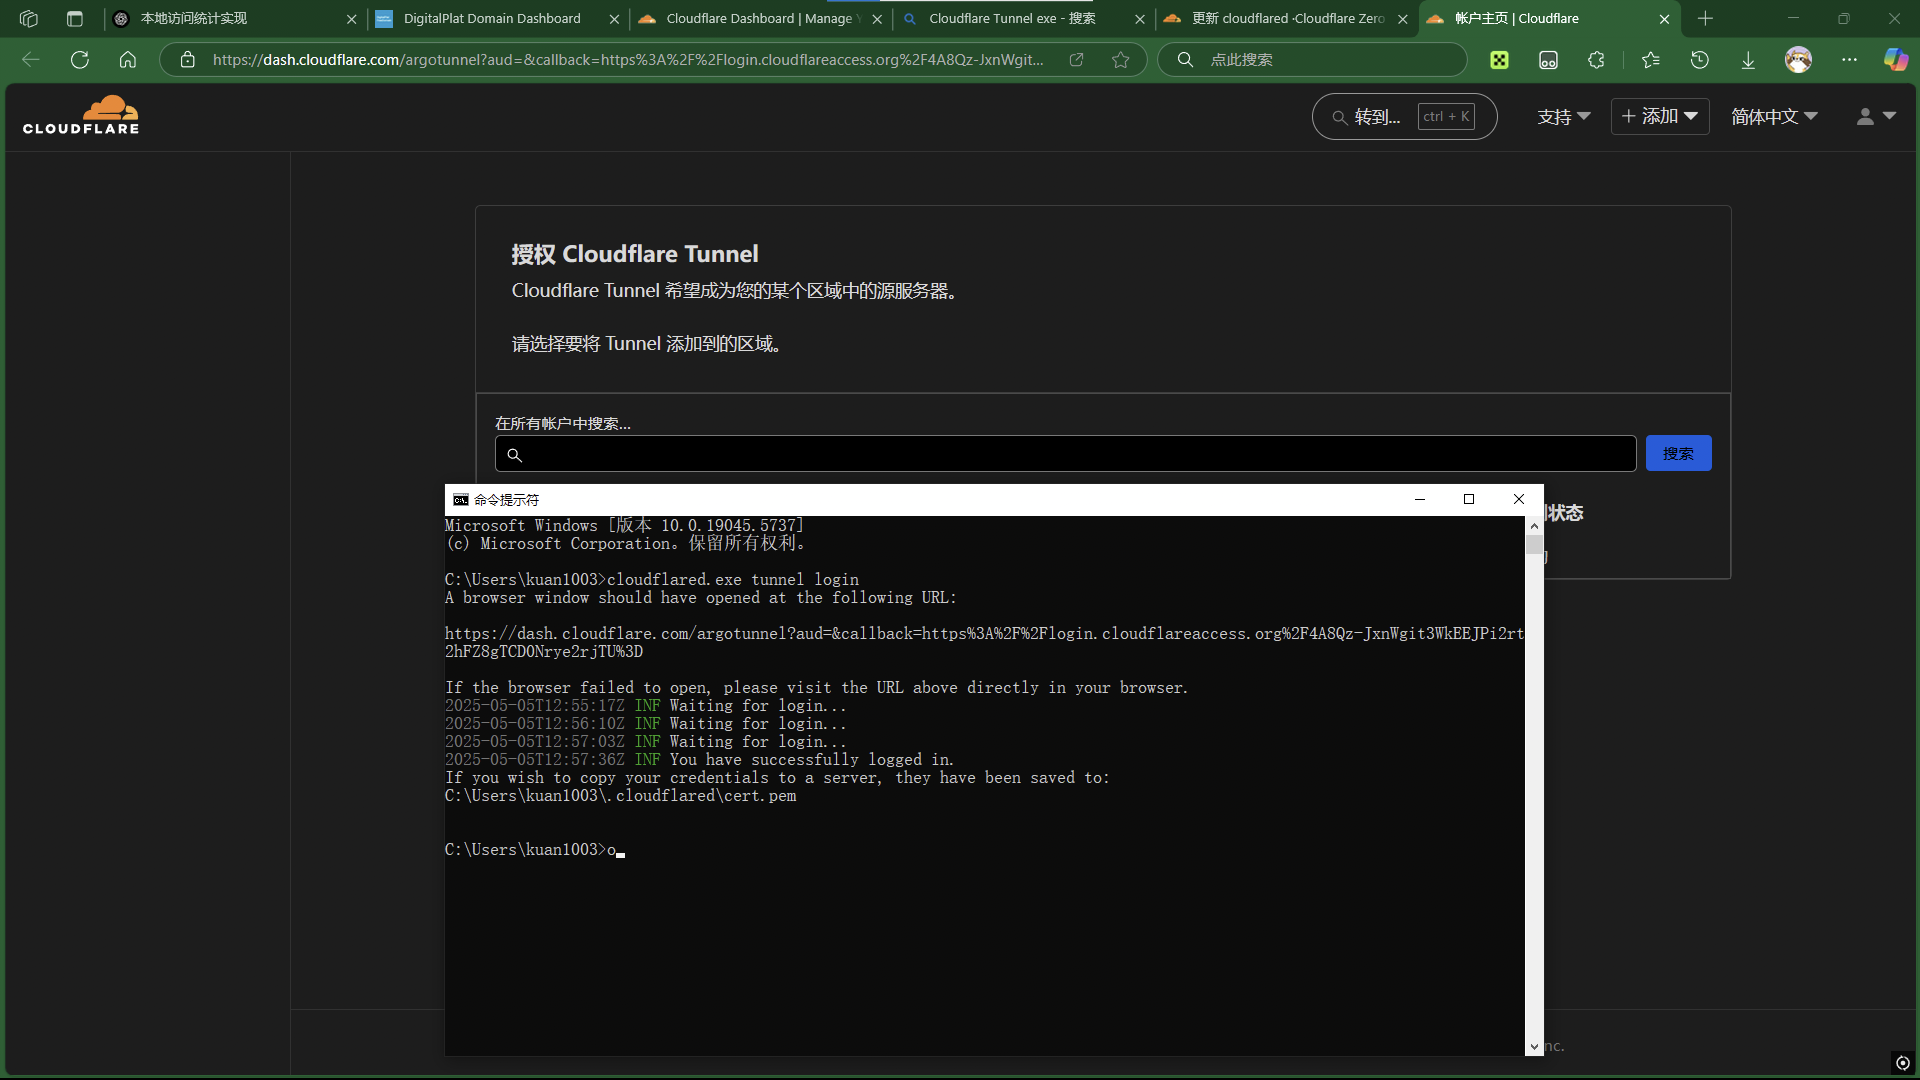 本地访问统计实现
DigitalPlat Domain Dashboard
Cloudflare Dashboard | Manage
Cloudflare Tunnel exe - 搜索
更新 cloudflared ·Cloudflare Zero
帐户主页 | Cloudflare
https://dash.cloudflare.com/argotunnel?aud=&callback=https%3A%2F%2Flogin.cloudflareaccess.org%2F4A8Qz-JxnWgit...
点此搜索
CLOUDFLARE
转到...
ctrl + K
支持
添加
简体中文
授权 Cloudflare Tunnel
Cloudflare Tunnel 希望成为您的某个区域中的源服务器。
请选择要将 Tunnel 添加到的区域。
在所有帐户中搜索...
搜索
状态
命令提示符
Microsoft Windows [版本 10.0.19045.5737]
(c) Microsoft Corporation。保留所有权利。
C:\Users\kuan1003>cloudflared.exe tunnel login
A browser window should have opened at the following URL:
https://dash.cloudflare.com/argotunnel?aud=&callback=https%3A%2F%2Flogin.cloudflareaccess.org%2F4A8Qz-JxnWgit3WkEEJPi2rt
2hFZ8gTCDONrye2rjTU%3D
If the browser failed to open, please visit the URL above directly in your browser.
2025-05-05T12:55:17Z INF Waiting for login...
2025-05-05T12:56:10Z INF Waiting for login...
2025-05-05T12:57:03Z INF Waiting for login...
2025-05-05T12:57:36Z INF You have successfully logged in.
If you wish to copy your credentials to a server, they have been saved to:
C:\Users\kuan1003\.cloudflared\cert.pem
C:\Users\kuan1003>o
nc.